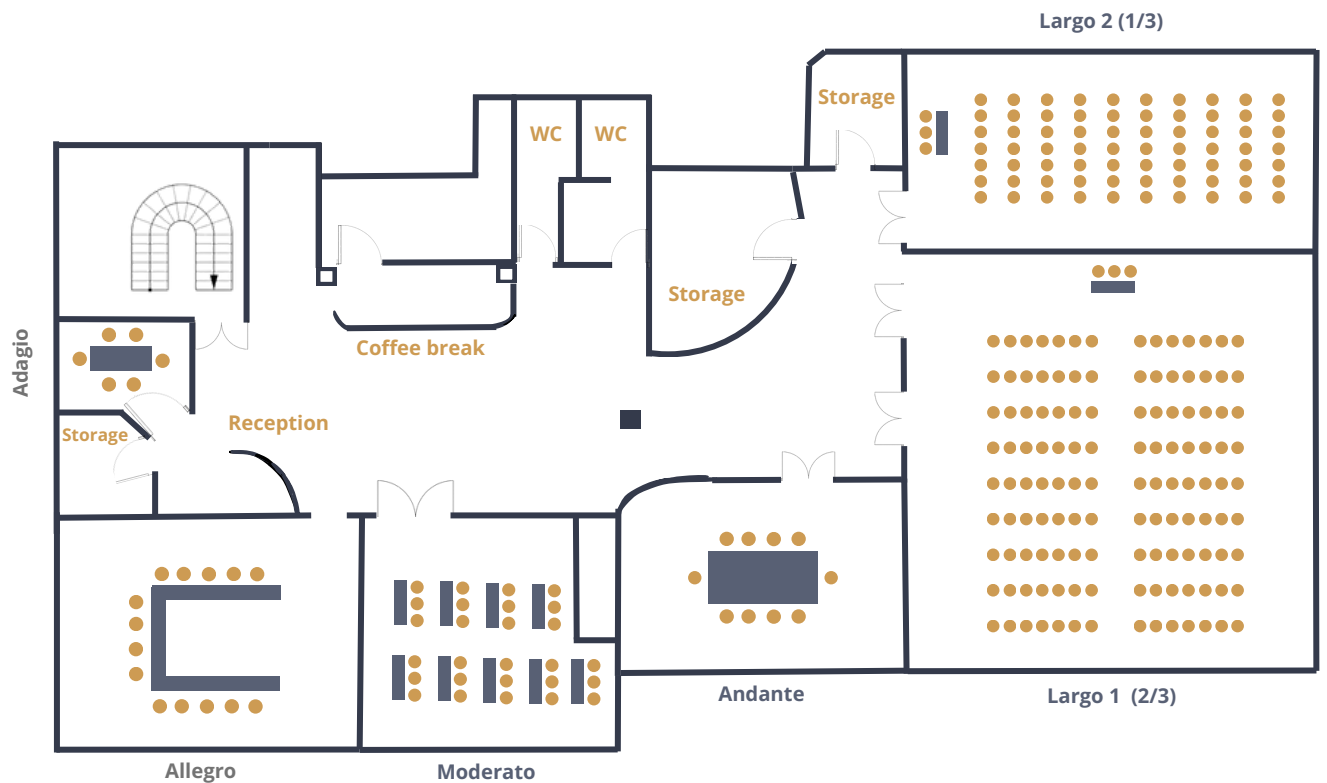 Largo 2 (1/3)
Storage
WC
WC
Storage
Adagio
Coffee break
Reception
Storage
Andante
Largo 1 (2/3)
Allegro
Moderato